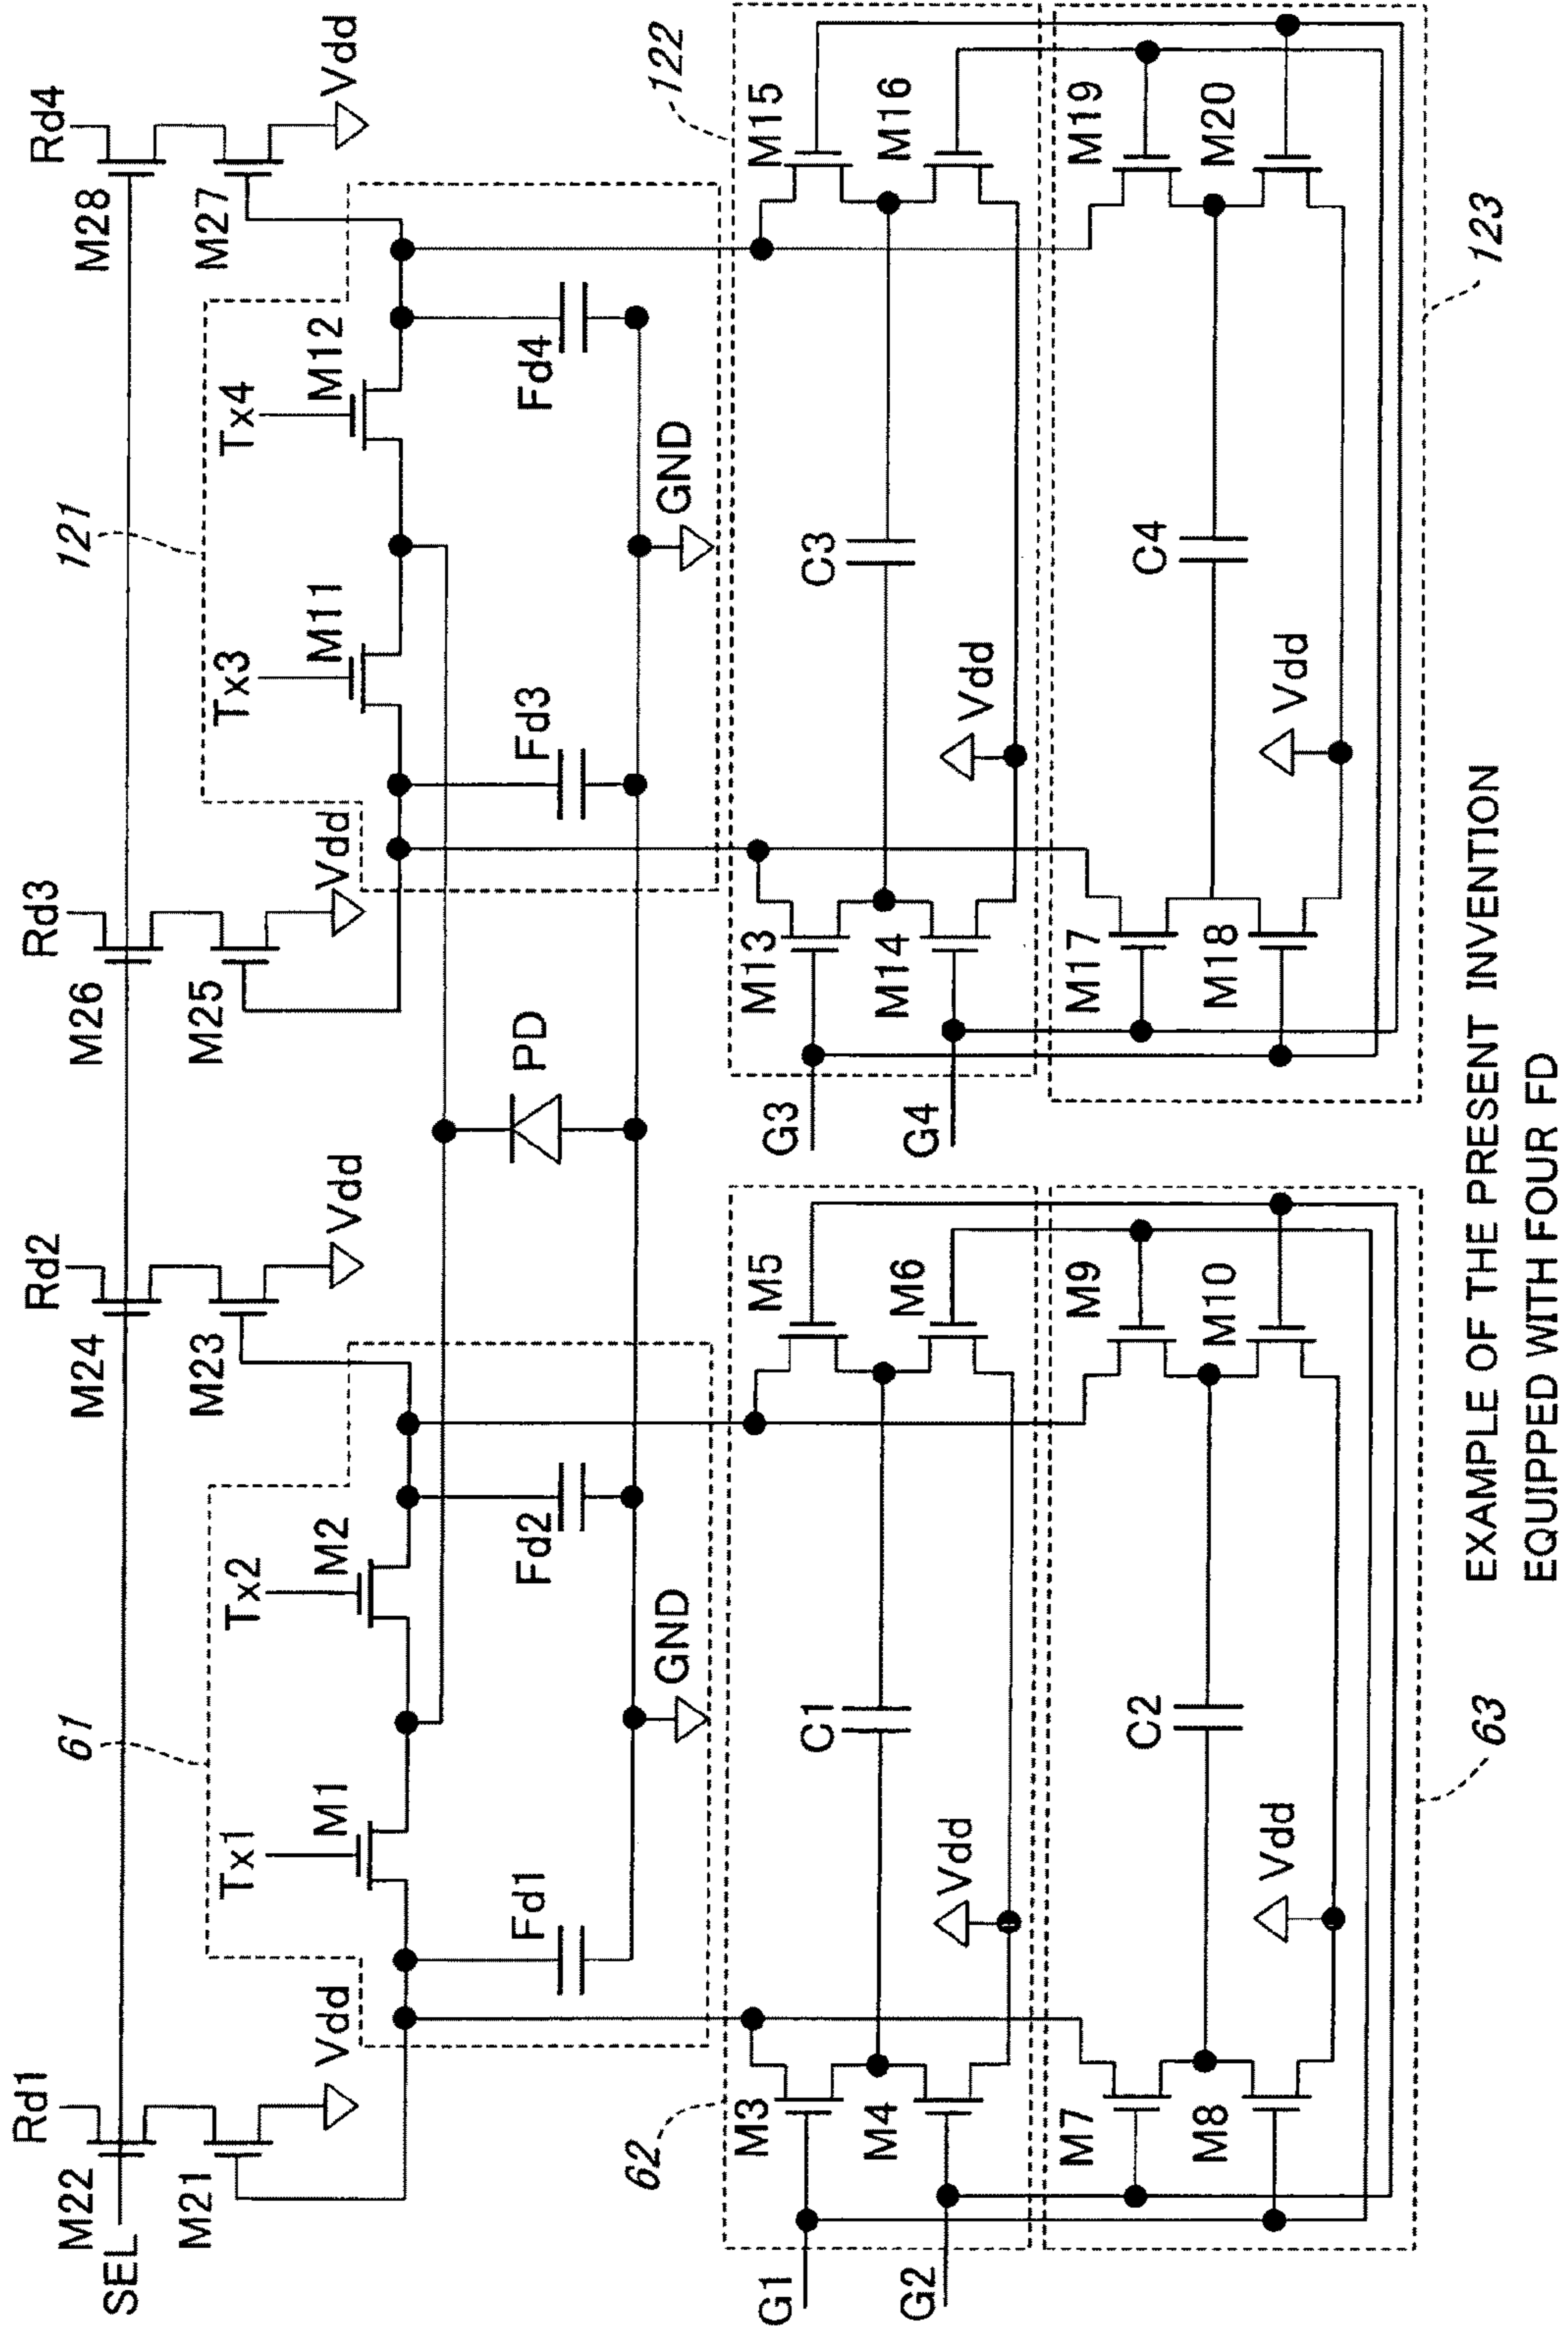 Rd1
Rd2
Rd3
Rd4
M22
M24
M26
M28
SEL
M21
M23
M25
M27
Vdd
Vdd
Vdd
Vdd
61
121
Tx1
Tx2
Tx3
Tx4
M1
M2
M11
M12
Fd1
Fd2
PD
Fd3
Fd4
GND
GND
62
122
M3
M5
M13
M15
G1
C1
G3
C3
M4
M6
M14
M16
G2
Vdd
G4
Vdd
M7
M9
M17
M19
C2
C4
M8
M10
M18
M20
Vdd
Vdd
63
123
EXAMPLE OF THE PRESENT INVENTION
EQUIPPED WITH FOUR FD